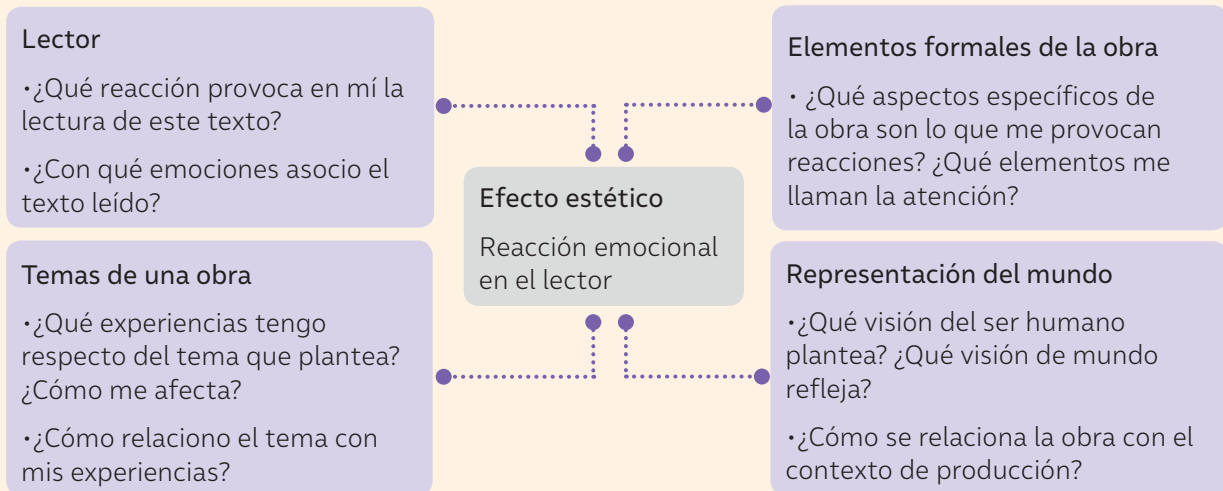 Lector
•¿Qué reacción provoca en mí la
lectura de este texto?
•¿Con qué emociones asocio el
texto leído?
Elementos formales de la obra
• ¿Qué aspectos específicos de
la obra son lo que me provocan
reacciones? ¿Qué elementos me
llaman la atención?
Efecto estético
Reacción emocional
en el lector
Temas de una obra
•¿Qué experiencias tengo
respecto del tema que plantea?
¿Cómo me afecta?
•¿Cómo relaciono el tema con
mis experiencias?
Representación del mundo
•¿Qué visión del ser humano
plantea? ¿Qué visión de mundo
refleja?
•¿Cómo se relaciona la obra con el
contexto de producción?